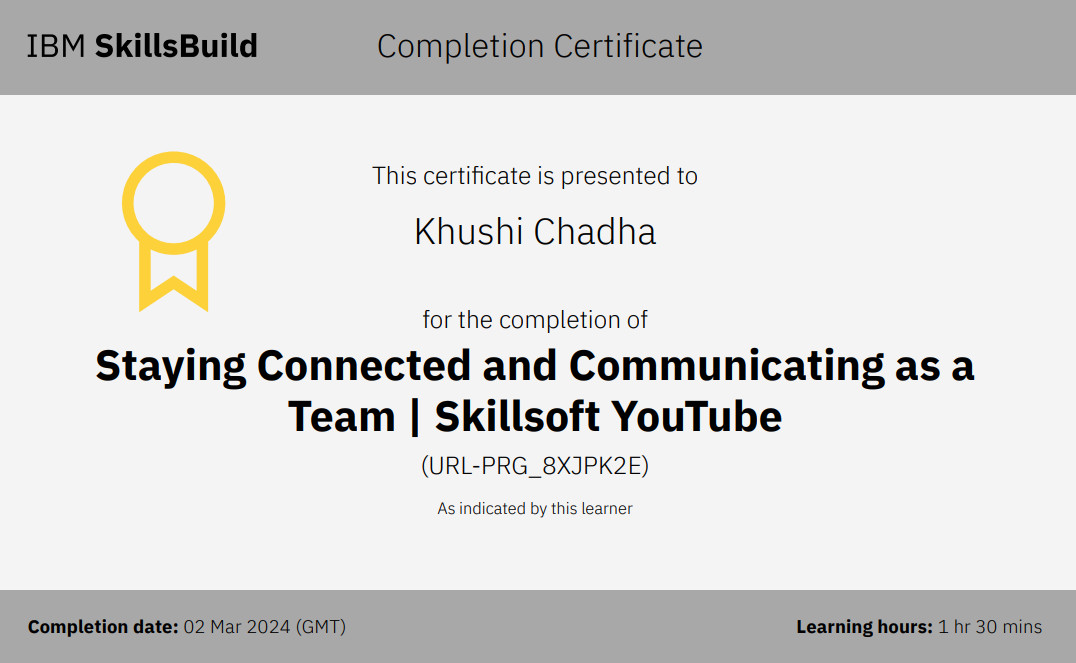 IBM SkillsBuild
Completion Certificate
This certificate is presented to
Khushi Chadha
for the completion of
Staying Connected and Communicating as a
Team | Skillsoft YouTube
(URL-PRG_8XJPK2E)
As indicated by this learner
Completion date: 02 Mar 2024 (GMT)
Learning hours: 1 hr 30 mins